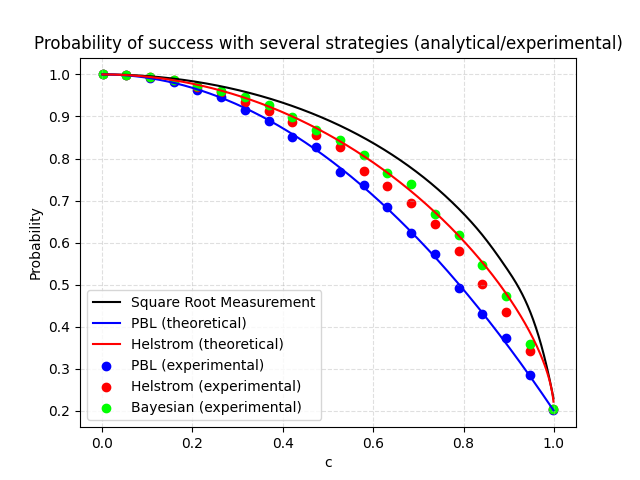 Probability of success with several strategies (analytical/experimental)
1.0
0.9
0.8
0.7
0.6
0.5
0.4
0.3
0.2
Probability
Square Root Measurement
PBL (theoretical)
Helstrom (theoretical)
PBL (experimental)
Helstrom (experimental)
Bayesian (experimental)
0.0 0.2 0.4 0.6 0.8 1.0
c